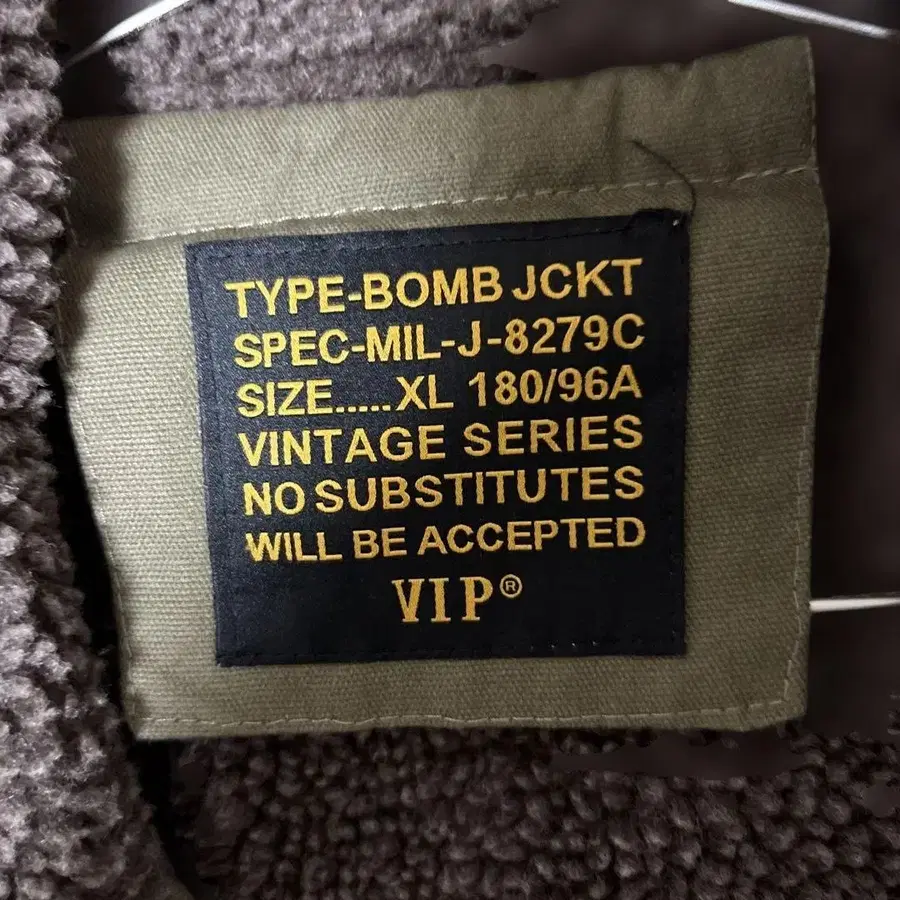 TYPE-BOMB JCKT
SPEC-MIL-J-8279C
SIZE.....XL 180/96A
VINTAGE SERIES
NO SUBSTITUTES
WILL BE ACCEPTED
VIP®